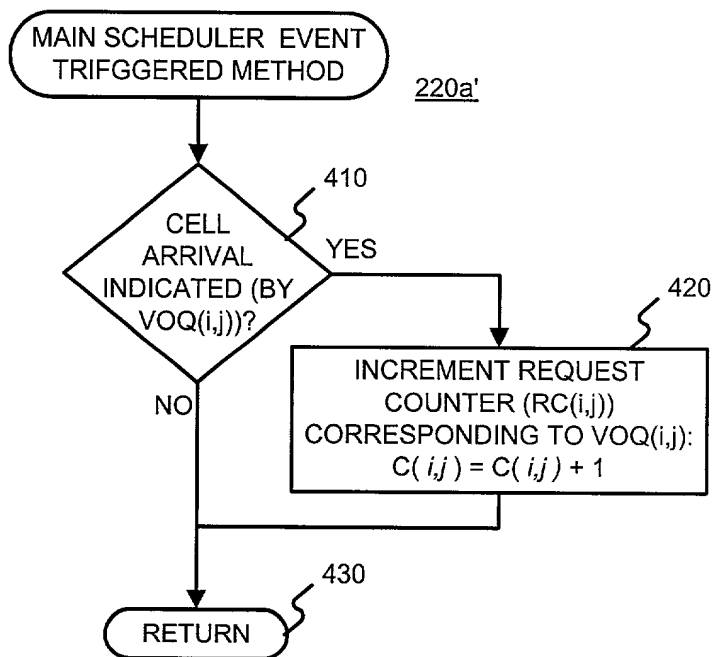 MAIN SCHEDULER EVENT
TRIFGGERED METHOD
220a'
410
CELL
ARRIVAL
INDICATED (BY
VOQ(i,j))?
YES
420
INCREMENT REQUEST
COUNTER (RC(i,j))
CORRESPONDING TO VOQ(i,j):
C( i,j ) = C( i,j ) + 1
NO
430
RETURN